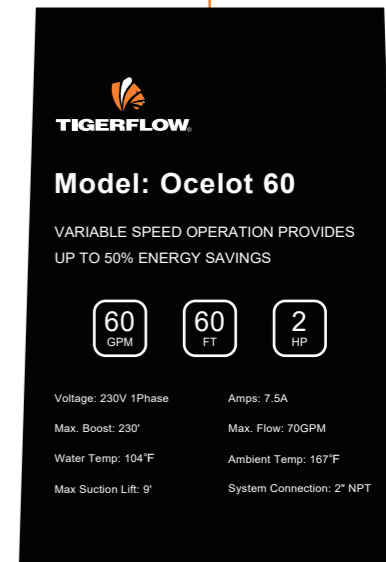 TIGERFLOW®
Model: Ocelot 60
VARIABLE SPEED OPERATION PROVIDES
UP TO 50% ENERGY SAVINGS
60 60 2
GPM FT HP
Voltage: 230V 1Phase Amps: 7.5A
Max. Boost: 230' Max. Flow: 70GPM
Water Temp: 104°F Ambient Temp: 167°F
Max Suction Lift: 9' System Connection: 2" NPT